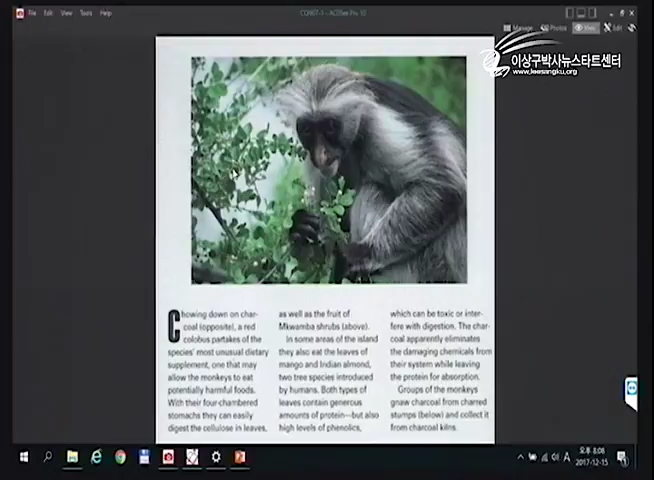 File Edit View Tools Help
CCH07-1 - ACDSee Pro 10
Manage Photos View Edit
이상구박사뉴스타트센터
www.leesangku.org
Chowing down on char-
coal (opposite), a red
colobus partakes of the
species' most unusual dietary
supplement, one that may
allow the monkeys to eat
potentially harmful foods.
With their four-chambered
stomachs they can easily
digest the cellulose in leaves,
as well as the fruit of
Mkwamba shrubs (above).
In some areas of the island
they also eat the leaves of
mango and Indian almond,
two tree species introduced
by humans. Both types of
leaves contain generous
amounts of protein—but also
high levels of phenolics,
which can be toxic or inter-
fere with digestion. The char-
coal apparently eliminates
the damaging chemicals from
their system while leaving
the protein for absorption.
Groups of the monkeys
gnaw charcoal from charred
stumps (below) and collect it
from charcoal kilns.
A
오후 8:08
2017-12-15